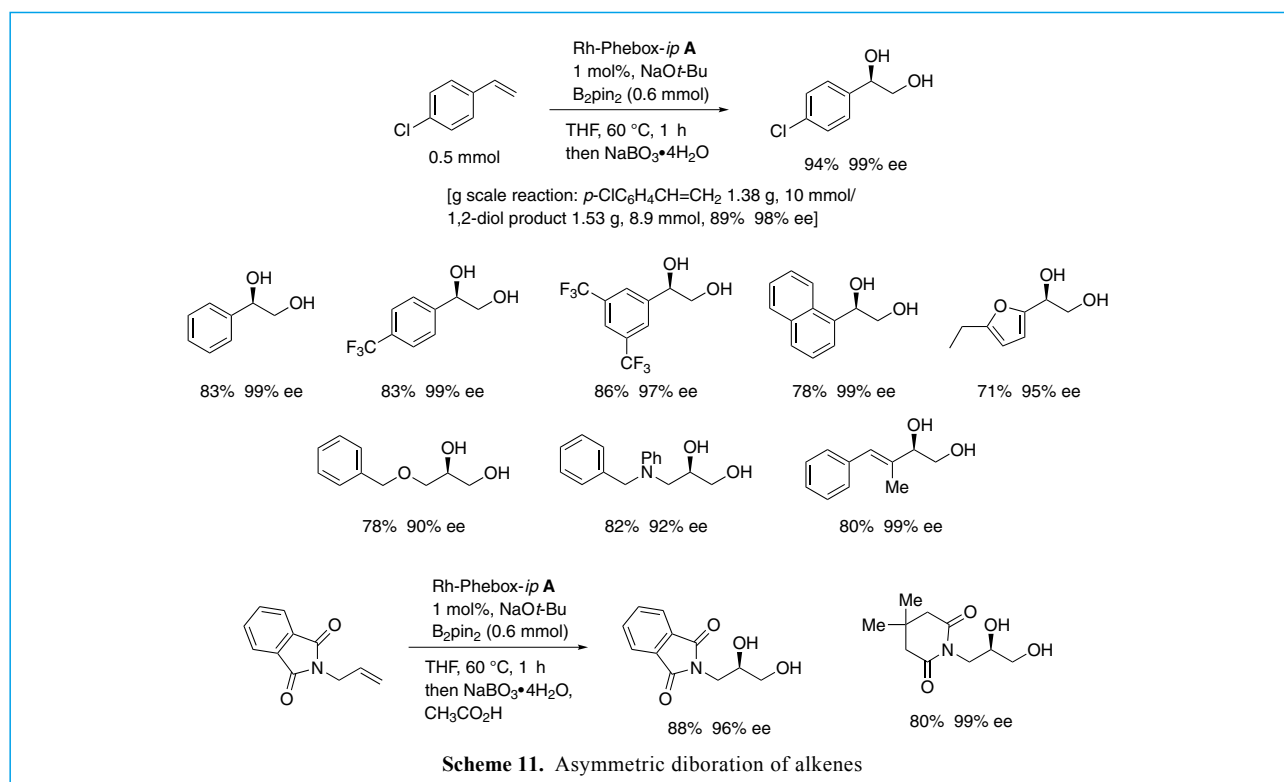 Rh-Phebox-ip A
1 mol%, NaOt-Bu
B2pin2 (0.6 mmol)
THF, 60 °C, 1 h
then NaBO3•4H2O
Cl
0.5 mmol
OH
OH
Cl
94% 99% ee
[g scale reaction: p-ClC6H4CH=CH2 1.38 g, 10 mmol/
1,2-diol product 1.53 g, 8.9 mmol, 89% 98% ee]
OH
OH
83% 99% ee
OH
OH
F3C
83% 99% ee
OH
F3C
OH
CF3
86% 97% ee
OH
OH
78% 99% ee
OH
O
OH
71% 95% ee
OH
O
OH
78% 90% ee
Ph
OH
N
OH
82% 92% ee
OH
OH
Me
80% 99% ee
O
N
O
Rh-Phebox-ip A
1 mol%, NaOt-Bu
B2pin2 (0.6 mmol)
THF, 60 °C, 1 h
then NaBO3•4H2O,
CH3CO2H
O
OH
N
OH
O
88% 96% ee
Me
Me
O
OH
N
OH
O
80% 99% ee
Scheme 11. Asymmetric diboration of alkenes